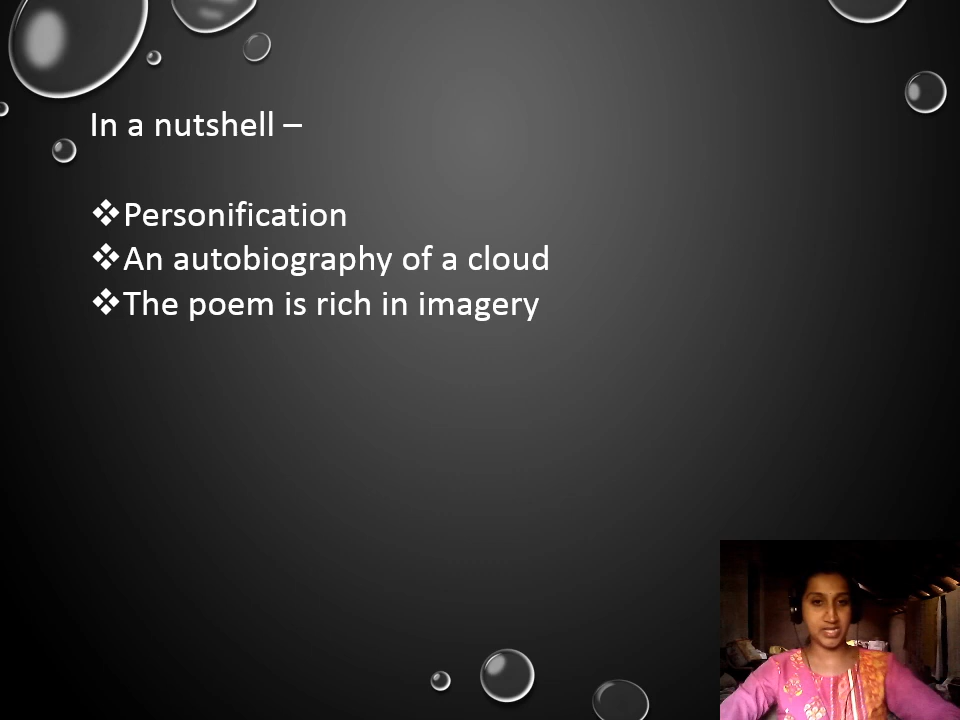 In a nutshell –
❖Personification
❖An autobiography of a cloud
❖The poem is rich in imagery